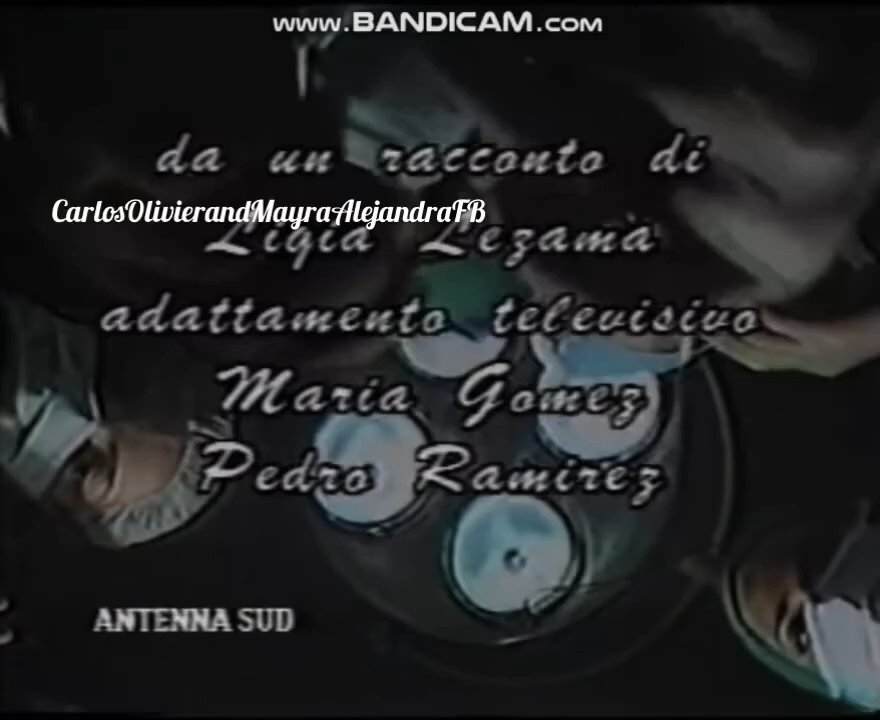 www.BANDICAM.com
da un racconto di
CarlosOlivierandMayraAlejandraFB
Ligia Lezama
adattamento televisivo
Maria Gomez
Pedro Ramirez
ANTENNA SUD